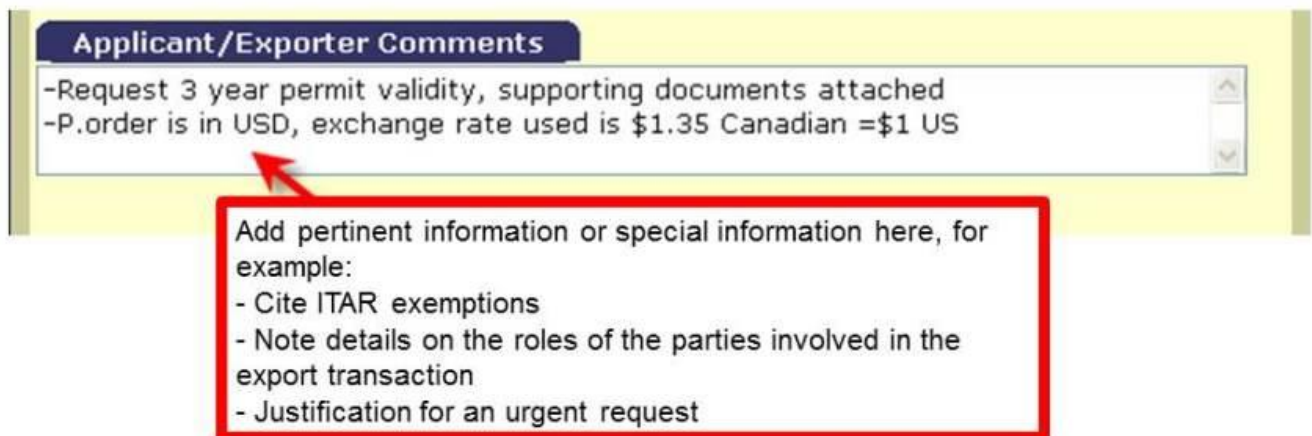 Applicant/Exporter Comments
-Request 3 year permit validity, supporting documents attached
-P.order is in USD, exchange rate used is $1.35 Canadian =$1 US
Add pertinent information or special information here, for
example:
- Cite ITAR exemptions
- Note details on the roles of the parties involved in the
export transaction
- Justification for an urgent request